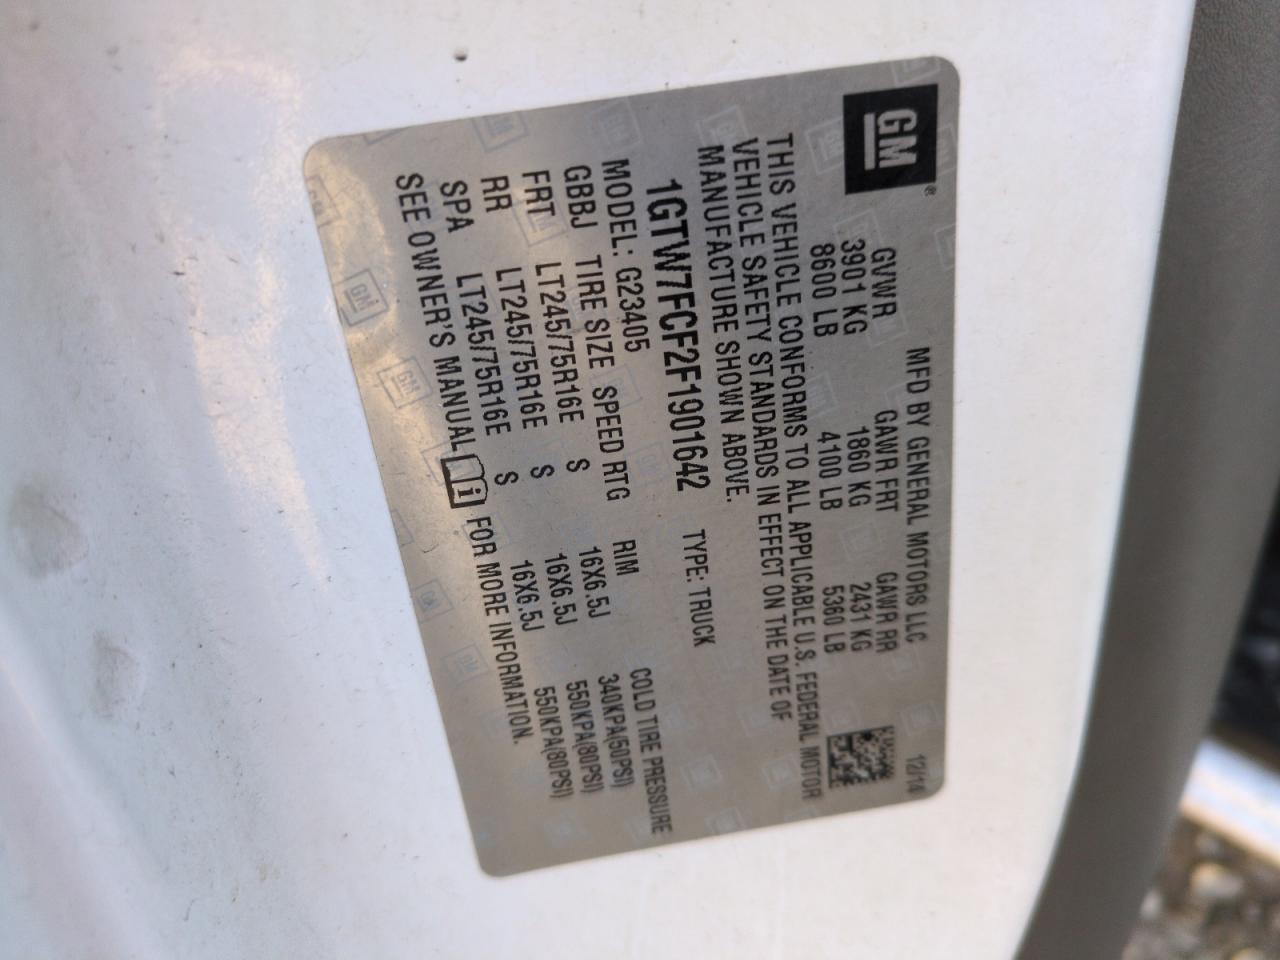 GM ®
MFD BY GENERAL MOTORS LLC 12/14
GVWR GAWR FRT GAWR RR
3901 KG 1860 KG 2431 KG
8600 LB 4100 LB 5360 LB
THIS VEHICLE CONFORMS TO ALL APPLICABLE U.S. FEDERAL MOTOR
VEHICLE SAFETY STANDARDS IN EFFECT ON THE DATE OF
MANUFACTURE SHOWN ABOVE.
1GTW7FCF2F1901642 TYPE: TRUCK
MODEL: G23405
GBBJ TIRE SIZE SPEED RTG RIM COLD TIRE PRESSURE
FRT LT245/75R16E S 16X6.5J 340KPA(50PSI)
RR LT245/75R16E S 16X6.5J 550KPA(80PSI)
SPA LT245/75R16E S 16X6.5J 550KPA(80PSI)
SEE OWNER'S MANUAL i FOR MORE INFORMATION.